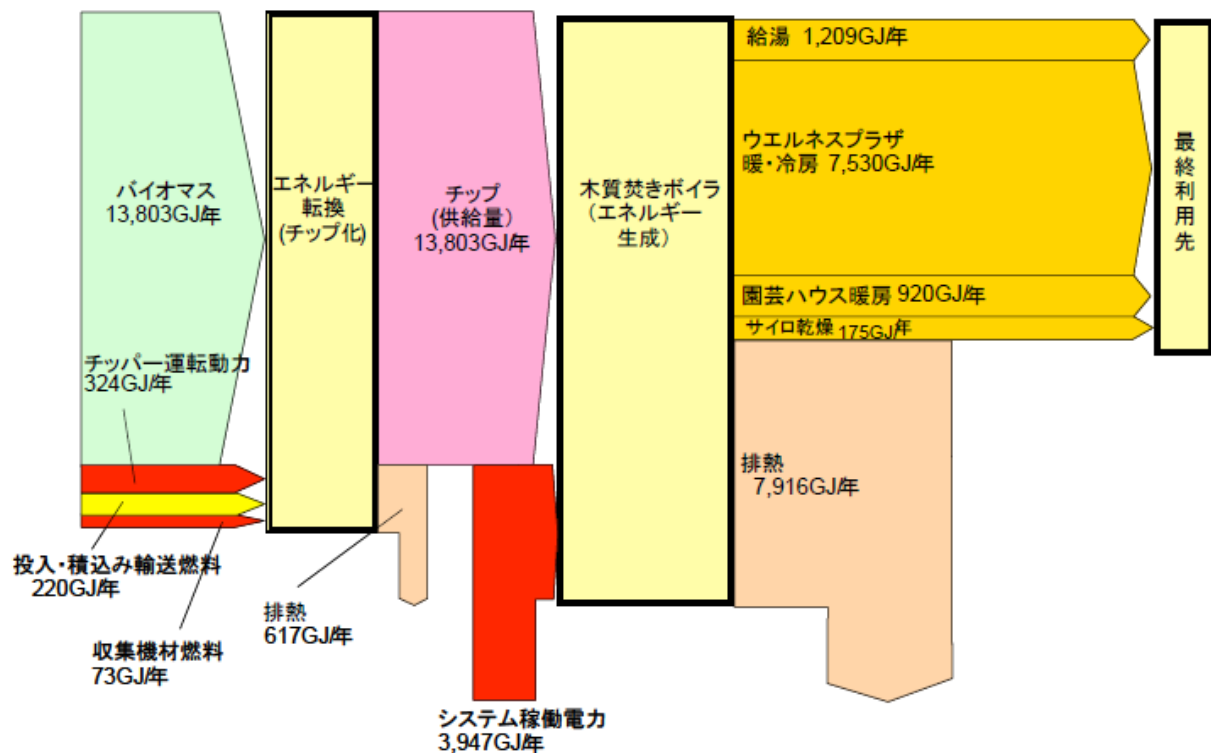 バイオマス
13,803GJ/年
チッパー運転動力
324GJ/年
投入・積込み輸送燃料
220GJ/年
収集機材燃料
73GJ/年
エネルギー
転換
(チップ化)
排熱
617GJ/年
チップ
(供給量)
13,803GJ/年
システム稼働電力
3,947GJ/年
木質焚きボイラ
(エネルギー
生成)
給湯 1,209GJ/年
ウエルネスプラザ
暖・冷房 7,530GJ/年
園芸ハウス暖房 920GJ/年
サイロ乾燥 175GJ/年
排熱
7,916GJ/年
最
終
利
用
先